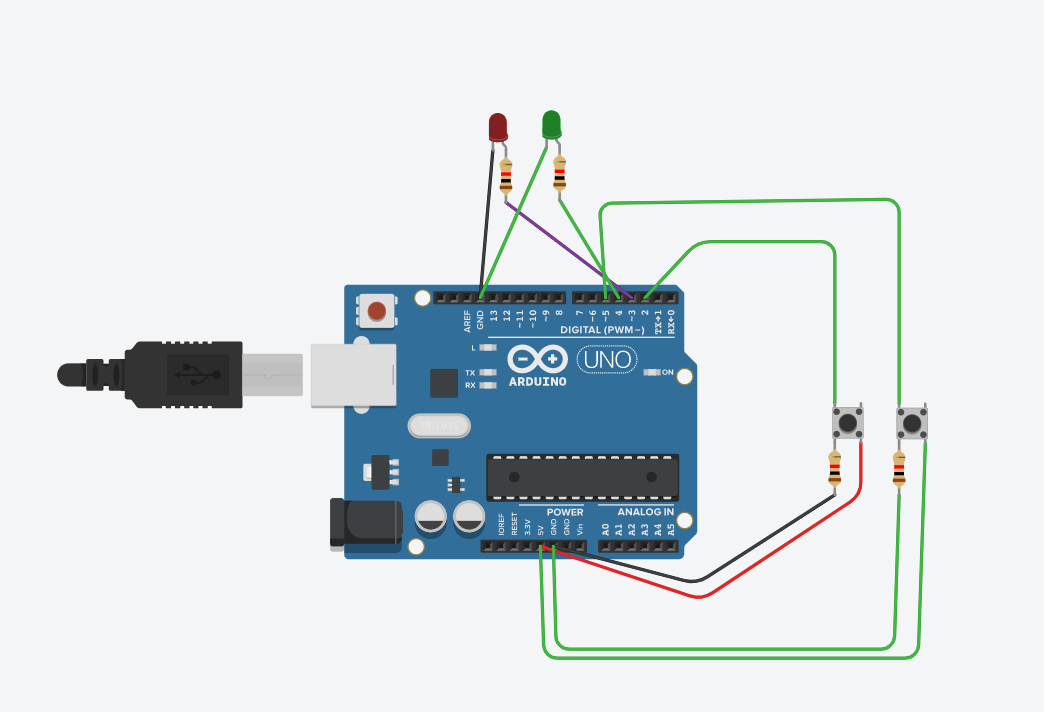 AREF
GND
13
12
~11
~10
~9
8
7
~6
~5
4
~3
2
TX→1
RX←0
DIGITAL (PWM~)
L
TX
RX
ARDUINO
UNO
ON
IOREF
RESET
3.3V
5V
GND
GND
Vin
POWER
ANALOG IN
A0
A1
A2
A3
A4
A5